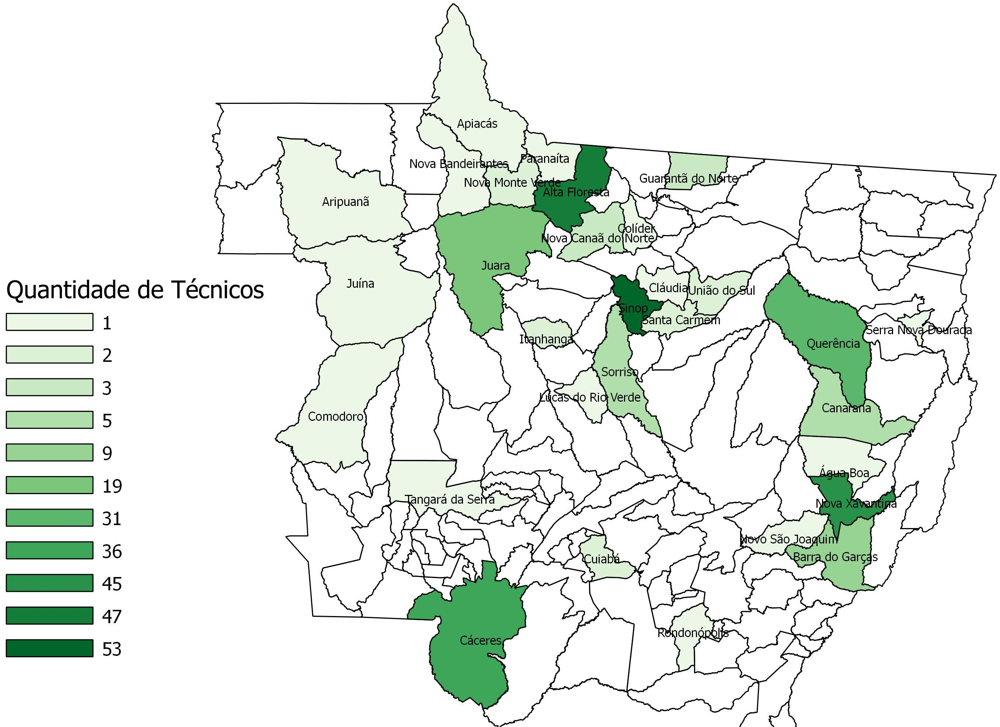 Apiacás
Nova Bandeirantes
Paranaíta
Nova Monte Verde
Guarantã do Norte
Alta Floresta
Aripuanã
Colíder
Nova Canaã do Norte
Juara
Juína
Cláudia
União do Sul
Sinop
Santa Carmem
Itanhangá
Serra Nova Dourada
Querência
Sorriso
Lucas do Rio Verde
Canarana
Comodoro
Água Boa
Tangará da Serra
Nova Xavantina
Novo São Joaquim
Barra do Garças
Cuiabá
Rondonópolis
Cáceres
Quantidade de Técnicos
1
2
3
5
9
19
31
36
45
47
53